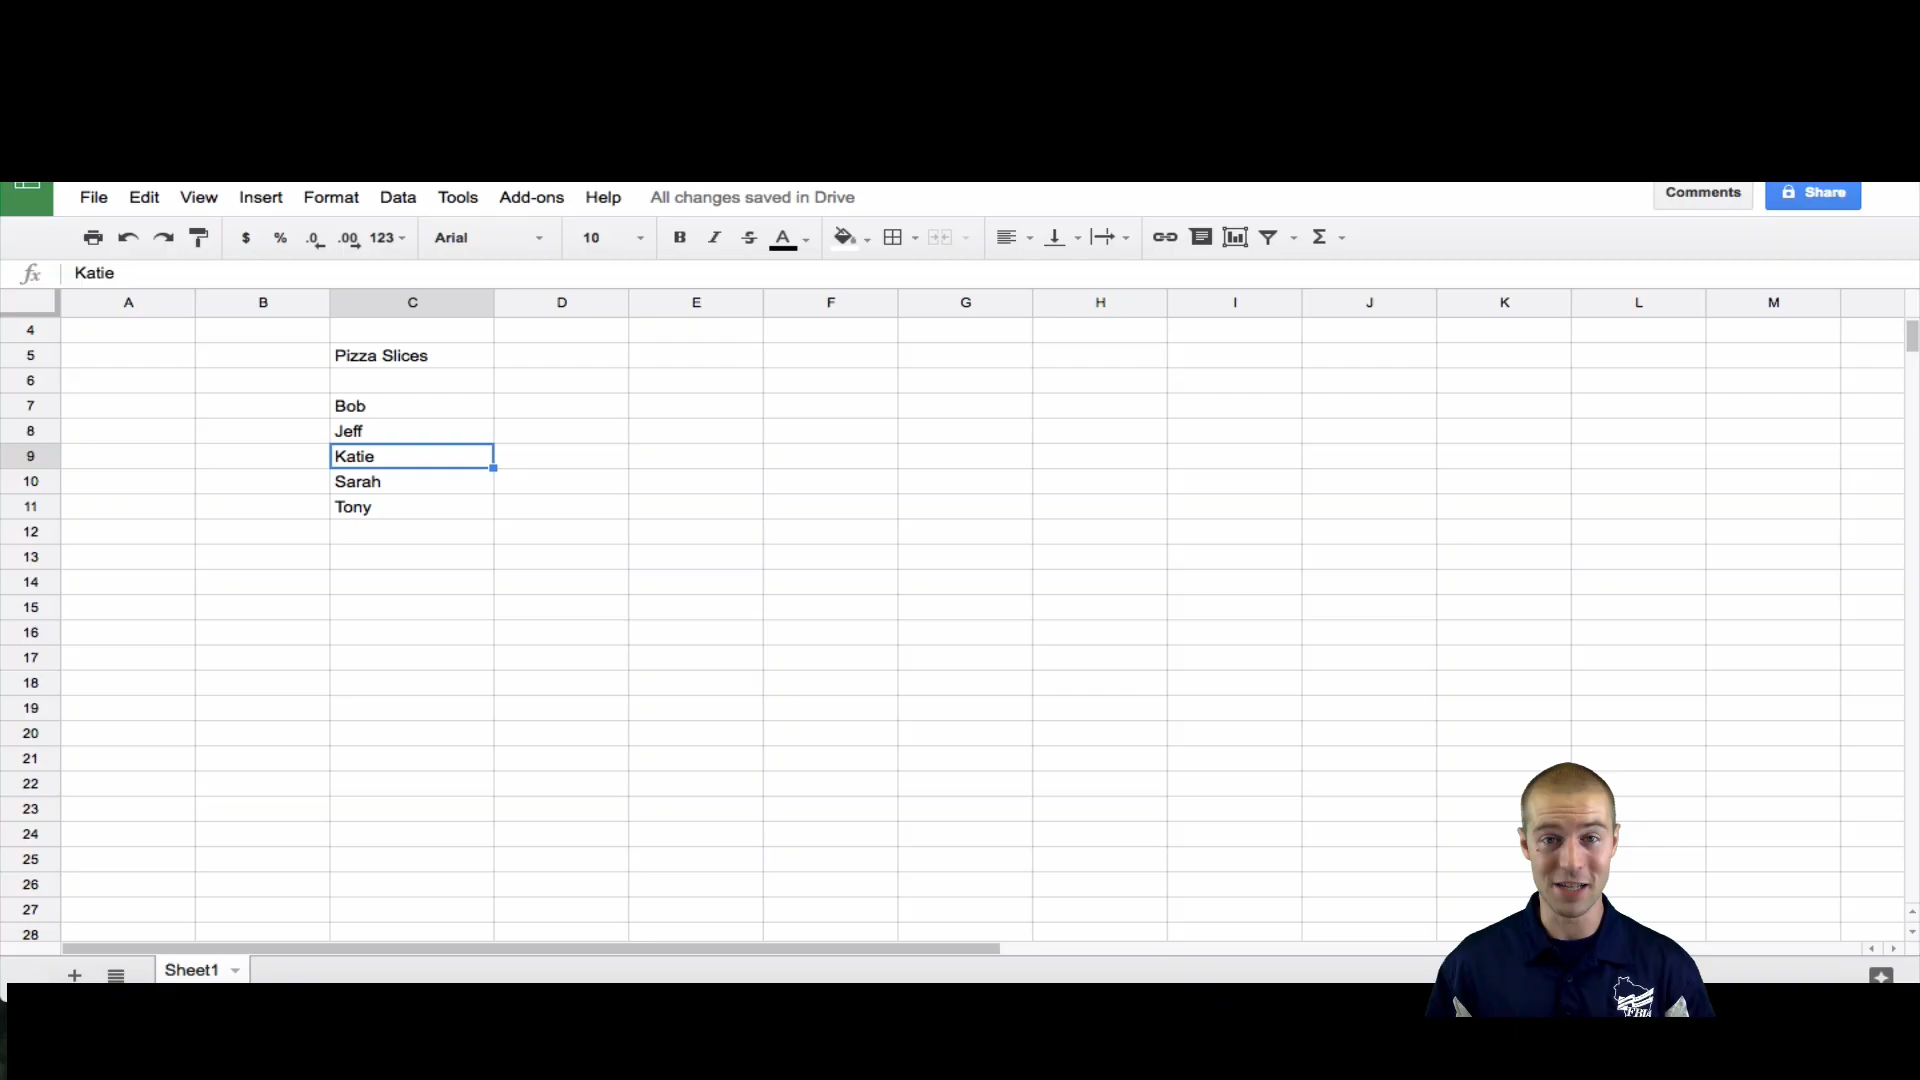 File Edit View Insert Format Data Tools Add-ons Help All changes saved in Drive Comments Share
$ % .0 .00 123 Arial 10 B I S A Σ
fx Katie
A B C D E F G H I J K L M
4
5 Pizza Slices
6
7 Bob
8 Jeff
9 Katie
10 Sarah
11 Tony
12
13
14
15
16
17
18
19
20
21
22
23
24
25
26
27
28
Sheet1